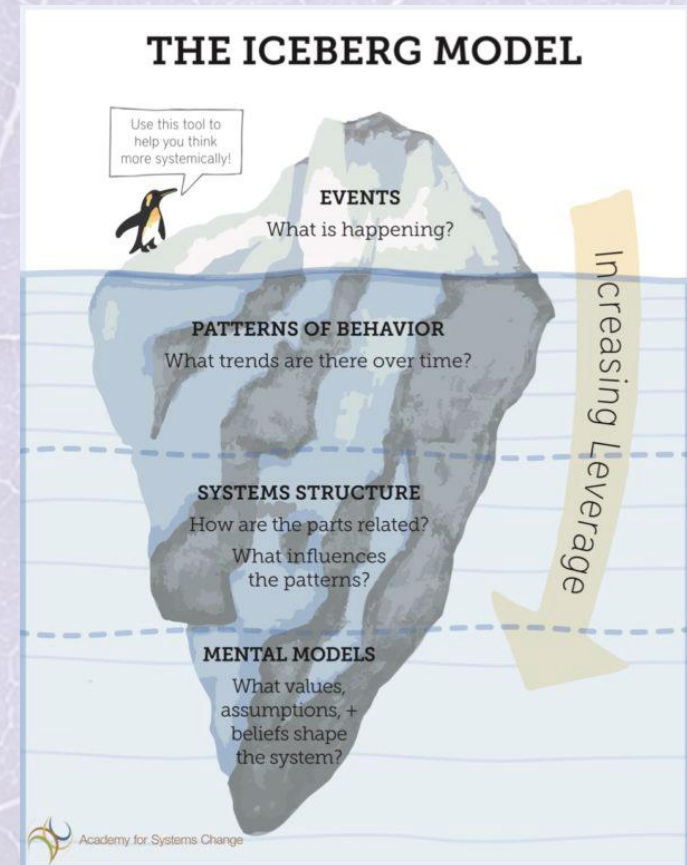 THE ICEBERG MODEL
Use this tool to
help you think
more systemically!
EVENTS
What is happening?
PATTERNS OF BEHAVIOR
What trends are there over time?
SYSTEMS STRUCTURE
How are the parts related?
What influences
the patterns?
MENTAL MODELS
What values,
assumptions, +
beliefs shape
the system?
Increasing Leverage
Academy for Systems Change